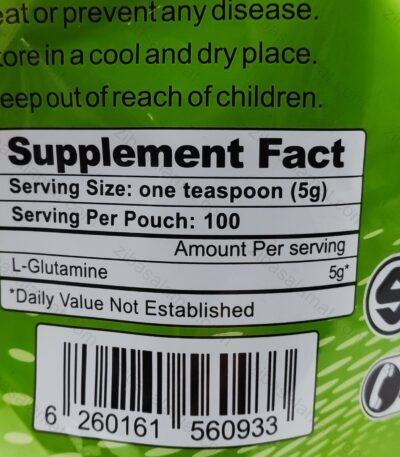 eat or prevent any disease.
tore in a cool and dry place.
eep out of reach of children.
Supplement Fact
Serving Size: one teaspoon (5g)
Serving Per Pouch: 100
Amount Per serving
L-Glutamine 5g*
*Daily Value Not Established
6 260161 560933